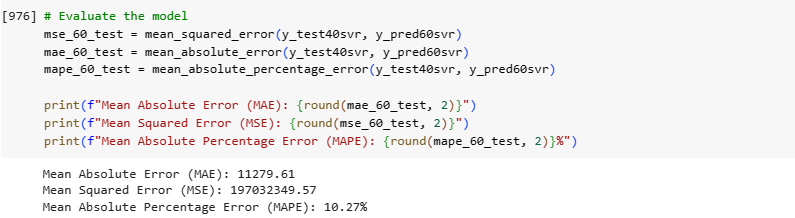 [976] # Evaluate the model
mse_60_test = mean_squared_error(y_test40svr, y_pred60svr)
mae_60_test = mean_absolute_error(y_test40svr, y_pred60svr)
mape_60_test = mean_absolute_percentage_error(y_test40svr, y_pred60svr)
print(f"Mean Absolute Error (MAE): {round(mae_60_test, 2)}")
print(f"Mean Squared Error (MSE): {round(mse_60_test, 2)}")
print(f"Mean Absolute Percentage Error (MAPE): {round(mape_60_test, 2)}%")
Mean Absolute Error (MAE): 11279.61
Mean Squared Error (MSE): 197032349.57
Mean Absolute Percentage Error (MAPE): 10.27%